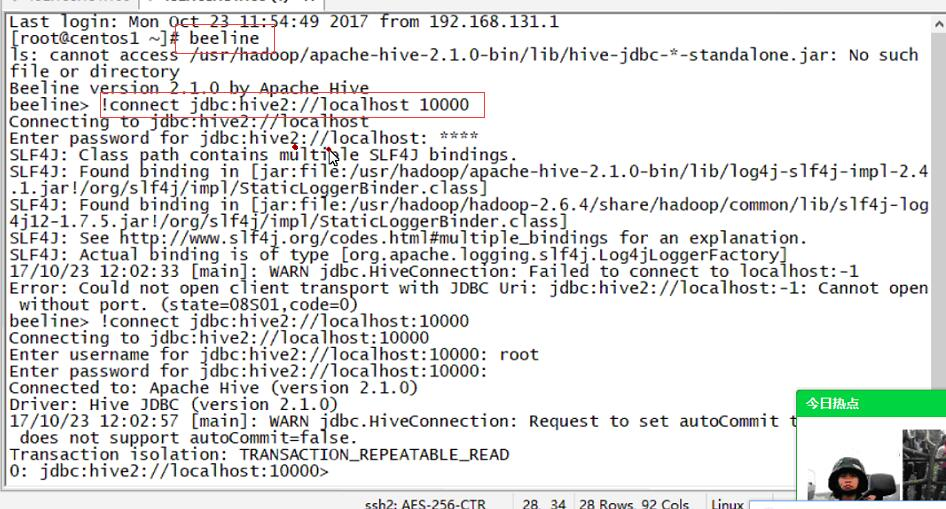 Last login: Mon Oct 23 11:54:49 2017 from 192.168.131.1
[root@centos1 ~]# beeline
ls: cannot access /usr/hadoop/apache-hive-2.1.0-bin/lib/hive-jdbc-*-standalone.jar: No such
file or directory
Beeline version 2.1.0 by Apache Hive
beeline> !connect jdbc:hive2://localhost 10000
Connecting to jdbc:hive2://localhost
Enter password for jdbc:hive2://localhost: ****
SLF4J: Class path contains multiple SLF4J bindings.
SLF4J: Found binding in [jar:file:/usr/hadoop/apache-hive-2.1.0-bin/lib/log4j-slf4j-impl-2.4
.1.jar!/org/slf4j/impl/StaticLoggerBinder.class]
SLF4J: Found binding in [jar:file:/usr/hadoop/hadoop-2.6.4/share/hadoop/common/lib/slf4j-log
4j12-1.7.5.jar!/org/slf4j/impl/StaticLoggerBinder.class]
SLF4J: See http://www.slf4j.org/codes.html#multiple_bindings for an explanation.
SLF4J: Actual binding is of type [org.apache.logging.slf4j.Log4jLoggerFactory]
17/10/23 12:02:33 [main]: WARN jdbc.HiveConnection: Failed to connect to localhost:-1
Error: Could not open client transport with JDBC Uri: jdbc:hive2://localhost:-1: Cannot open
without port. (state=08S01,code=0)
beeline> !connect jdbc:hive2://localhost:10000
Connecting to jdbc:hive2://localhost:10000
Enter username for jdbc:hive2://localhost:10000: root
Enter password for jdbc:hive2://localhost:10000:
Connected to: Apache Hive (version 2.1.0)
Driver: Hive JDBC (version 2.1.0)
17/10/23 12:02:57 [main]: WARN jdbc.HiveConnection: Request to set autoCommit t
does not support autoCommit=false.
Transaction isolation: TRANSACTION_REPEATABLE_READ
0: jdbc:hive2://localhost:10000>
今日热点
ssh2: AES-256-CTR 28, 34 28 Rows, 92 Cols Linux